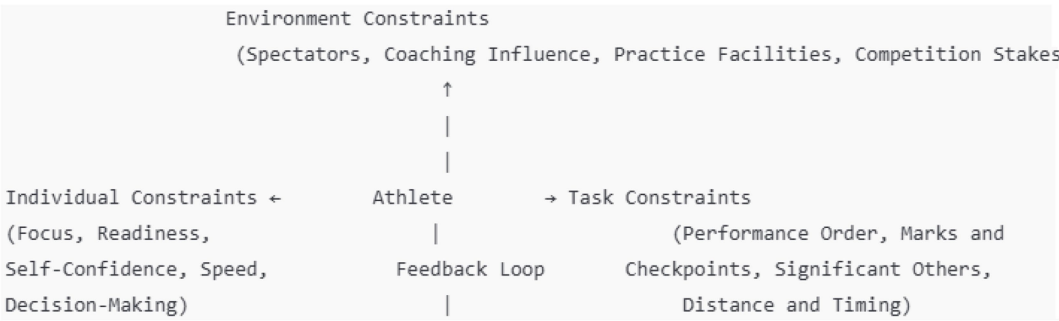 Environment Constraints
(Spectators, Coaching Influence, Practice Facilities, Competition Stakes
↑
|
|
Individual Constraints ← Athlete → Task Constraints
(Focus, Readiness, | (Performance Order, Marks and
Self-Confidence, Speed, Feedback Loop Checkpoints, Significant Others,
Decision-Making) | Distance and Timing)